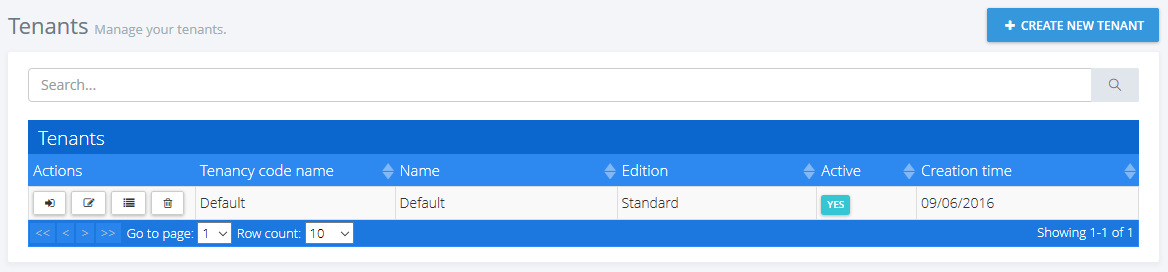 Tenants Manage your tenants.
+ CREATE NEW TENANT
Search...
Tenants
Actions Tenancy code name Name Edition Active Creation time
Default Default Standard YES 09/06/2016
<< < > >> Go to page: 1 Row count: 10 Showing 1-1 of 1